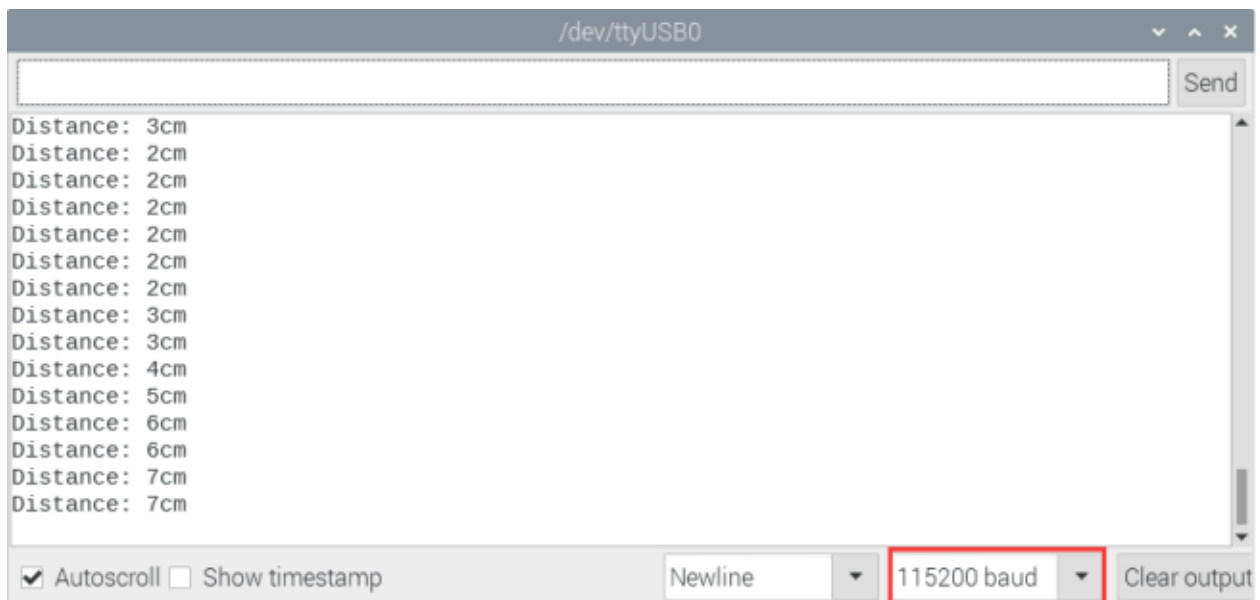 /dev/ttyUSB0
Send
Distance: 3cm
Distance: 2cm
Distance: 2cm
Distance: 2cm
Distance: 2cm
Distance: 2cm
Distance: 2cm
Distance: 3cm
Distance: 3cm
Distance: 4cm
Distance: 5cm
Distance: 6cm
Distance: 6cm
Distance: 7cm
Distance: 7cm
Autoscroll Show timestamp Newline 115200 baud Clear output